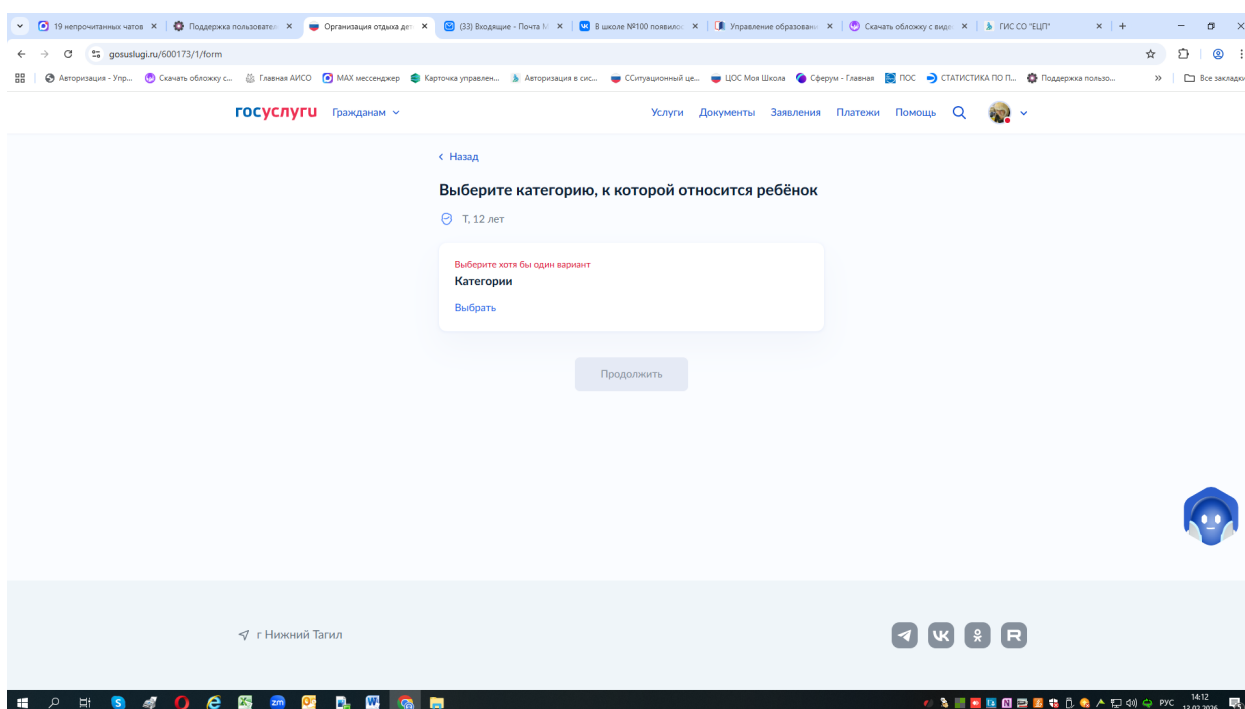 19 непрочитанных чатов
Поддержка пользовател
Организация отдыха дет
(33) Входящие - Почта M
В школе №100 появилос
Управление образовани
Скачать обложку с видо
ГИС СО "ЕЦП"
gosuslugi.ru/600173/1/form
Авторизация - Упр...
Скачать обложку с...
Главная АИСО
MAX мессенджер
Карточка управлен...
Авторизация в сис...
ССитуационный це...
ЦОС Моя Школа
Сферум - Главная
ПОС
СТАТИСТИКА ПО П...
Поддержка пользо...
Все закладки
госуслуги
Гражданам
Услуги
Документы
Заявления
Платежи
Помощь
Назад
Выберите категорию, к которой относится ребёнок
Т, 12 лет
Выберите хотя бы один вариант
Категории
Выбрать
Продолжить
г Нижний Тагил
РУС
14:12